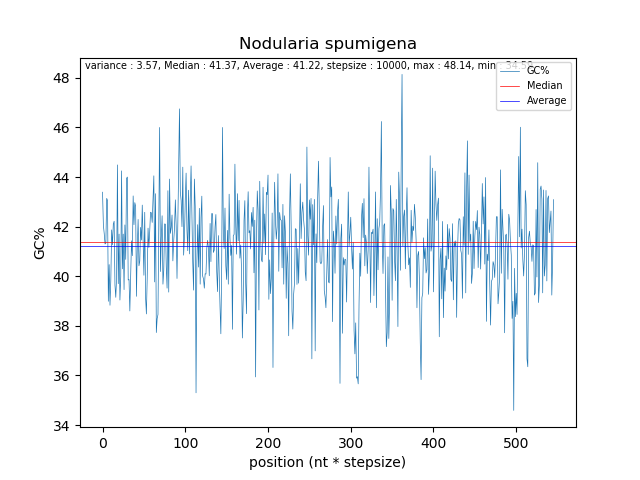 Nodularia spumigena
variance : 3.57, Median : 41.37, Average : 41.22, stepsize : 10000, max : 48.14, min
GC%
Median
Average
48
46
44
42
40
38
36
34
GC%
0
100
200
300
400
500
position (nt * stepsize)